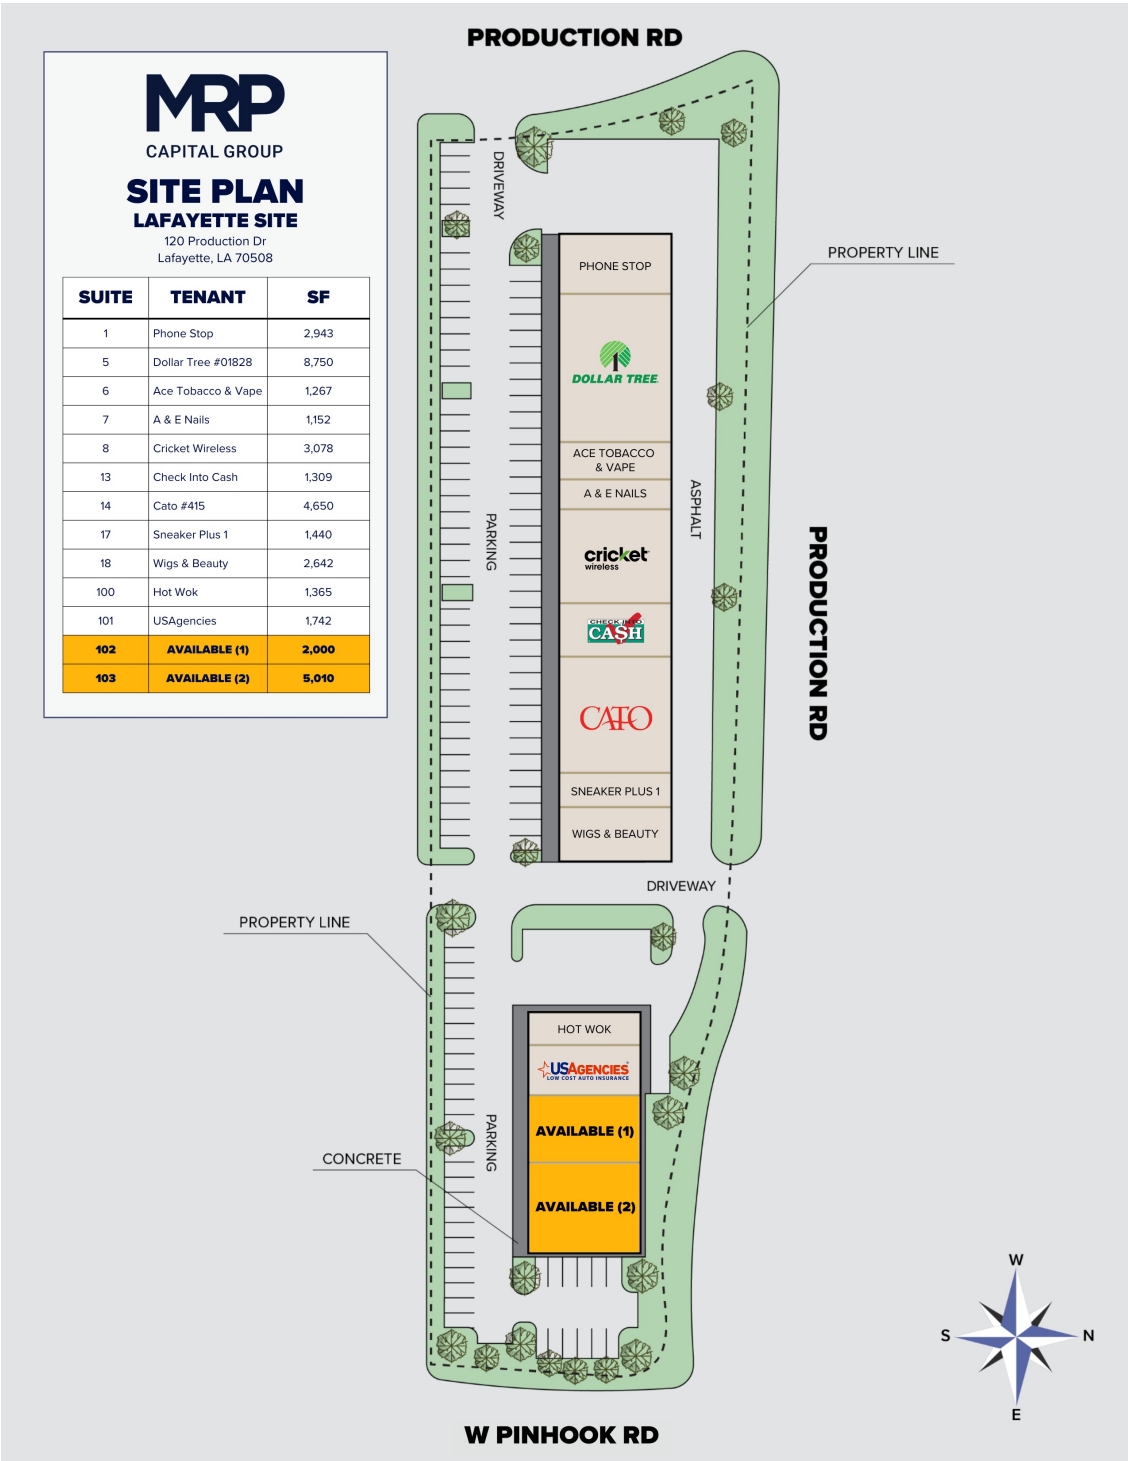 PRODUCTION RD
MRP
CAPITAL GROUP
SITE PLAN
LAFAYETTE SITE
120 Production Dr
Lafayette, LA 70508
SUITE TENANT SF
1 Phone Stop 2,943
5 Dollar Tree #01828 8,750
6 Ace Tobacco & Vape 1,267
7 A & E Nails 1,152
8 Cricket Wireless 3,078
13 Check Into Cash 1,309
14 Cato #415 4,650
17 Sneaker Plus 1 1,440
18 Wigs & Beauty 2,642
100 Hot Wok 1,365
101 USAgencies 1,742
102 AVAILABLE (1) 2,000
103 AVAILABLE (2) 5,010
DRIVEWAY
PROPERTY LINE
PHONE STOP
1
DOLLAR TREE
ACE TOBACCO
& VAPE
A & E NAILS
ASPHALT
PARKING
cricket
wireless
PRODUCTION RD
CHECK INTO
CA$H
CATO
SNEAKER PLUS 1
WIGS & BEAUTY
DRIVEWAY
PROPERTY LINE
HOT WOK
USAGENCIES
LOW COST AUTO INSURANCE
AVAILABLE (1)
PARKING
CONCRETE
AVAILABLE (2)
W
S
N
E
W PINHOOK RD